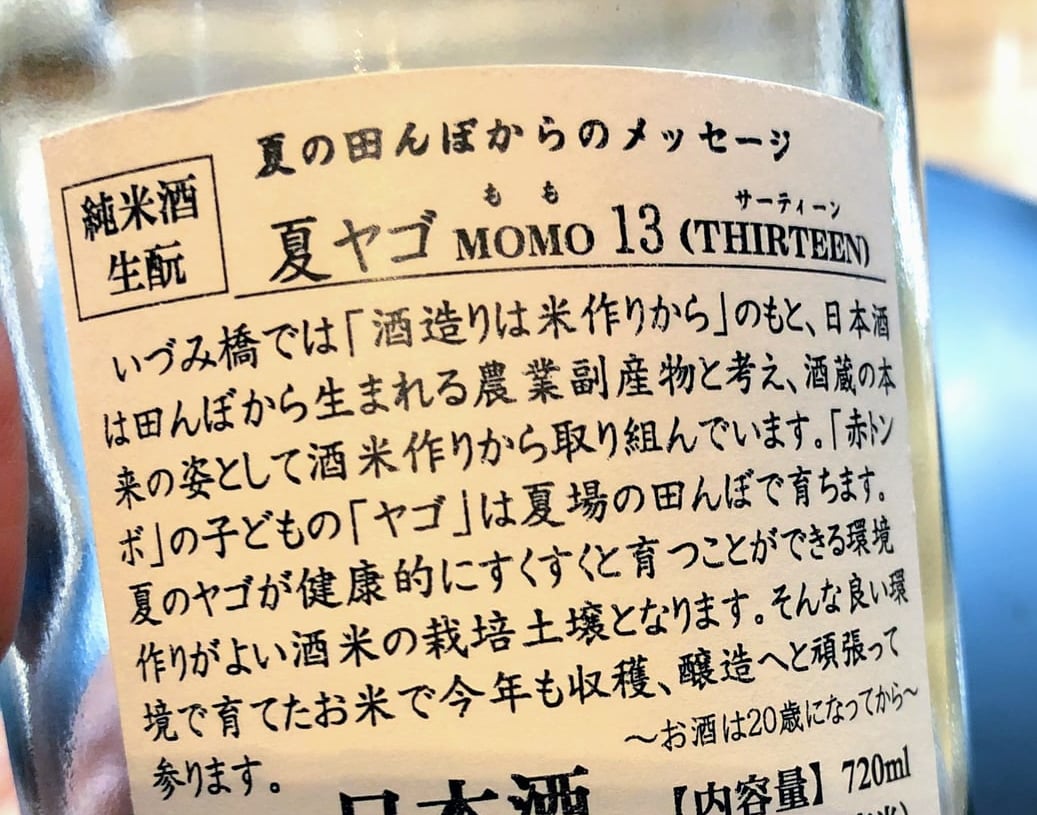 夏の田んぼからのメッセージ
純米酒
生酛
もも
サーティーン
夏ヤゴ MOMO 13 (THIRTEEN)
いづみ橋では「酒造りは米作りから」のもと、日本酒
は田んぼから生まれる農業副産物と考え、酒蔵の本
来の姿として酒米作りから取り組んでいます。「赤トン
ボ」の子どもの「ヤゴ」は夏場の田んぼで育ちます。
夏のヤゴが健康的にすくすくと育つことができる環境
作りがよい酒米の栽培土壌となります。そんな良い環
境で育てたお米で今年も収穫、醸造へと頑張って
参ります。
～お酒は20歳になってから～
日本酒
【内容量】 720ml